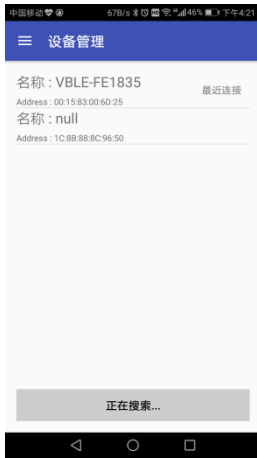 中国移动 67B/s 46% 下午4:21
设备管理
名称 : VBLE-FE1835
最近连接
Address : 00:15:83:00:6D:25
名称 : null
Address : 1C:8B:88:8C:96:50
正在搜索...